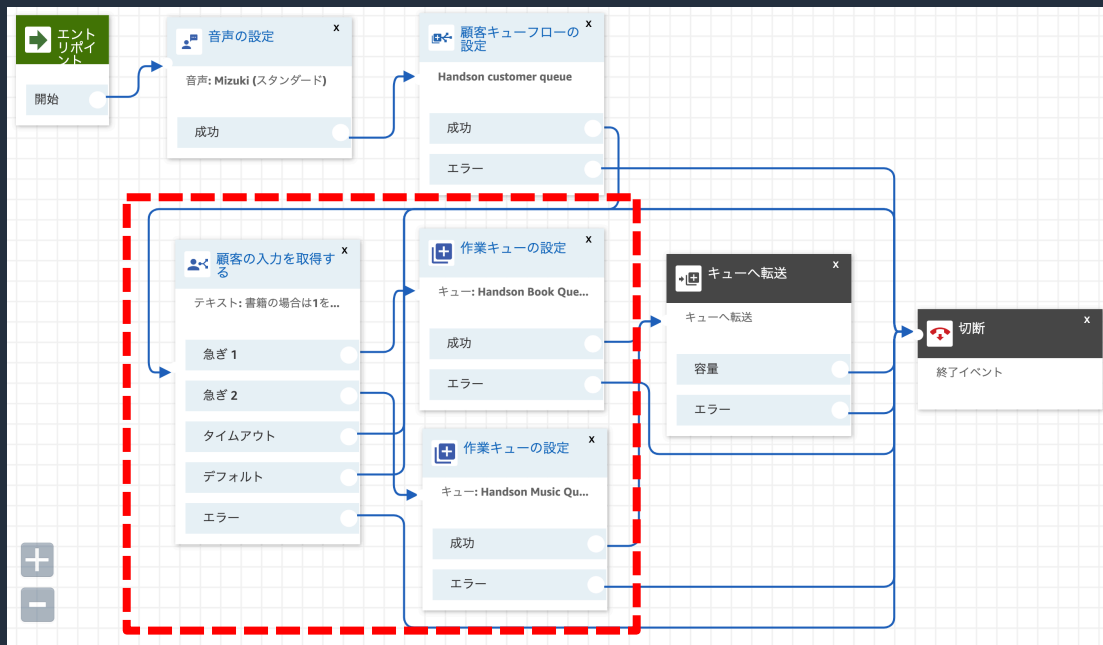 エント
リポイ
ント
開始
音声の設定
x
音声: Mizuki (スタンダード)
成功
顧客キューフローの
設定
x
Handson customer queue
成功
エラー
顧客の入力を取得す
る
x
テキスト: 書籍の場合は1を...
急ぎ 1
急ぎ 2
タイムアウト
デフォルト
エラー
作業キューの設定
x
キュー: Handson Book Que...
成功
エラー
作業キューの設定
x
キュー: Handson Music Qu...
成功
エラー
キューへ転送
x
キューへ転送
容量
エラー
切断
x
終了イベント